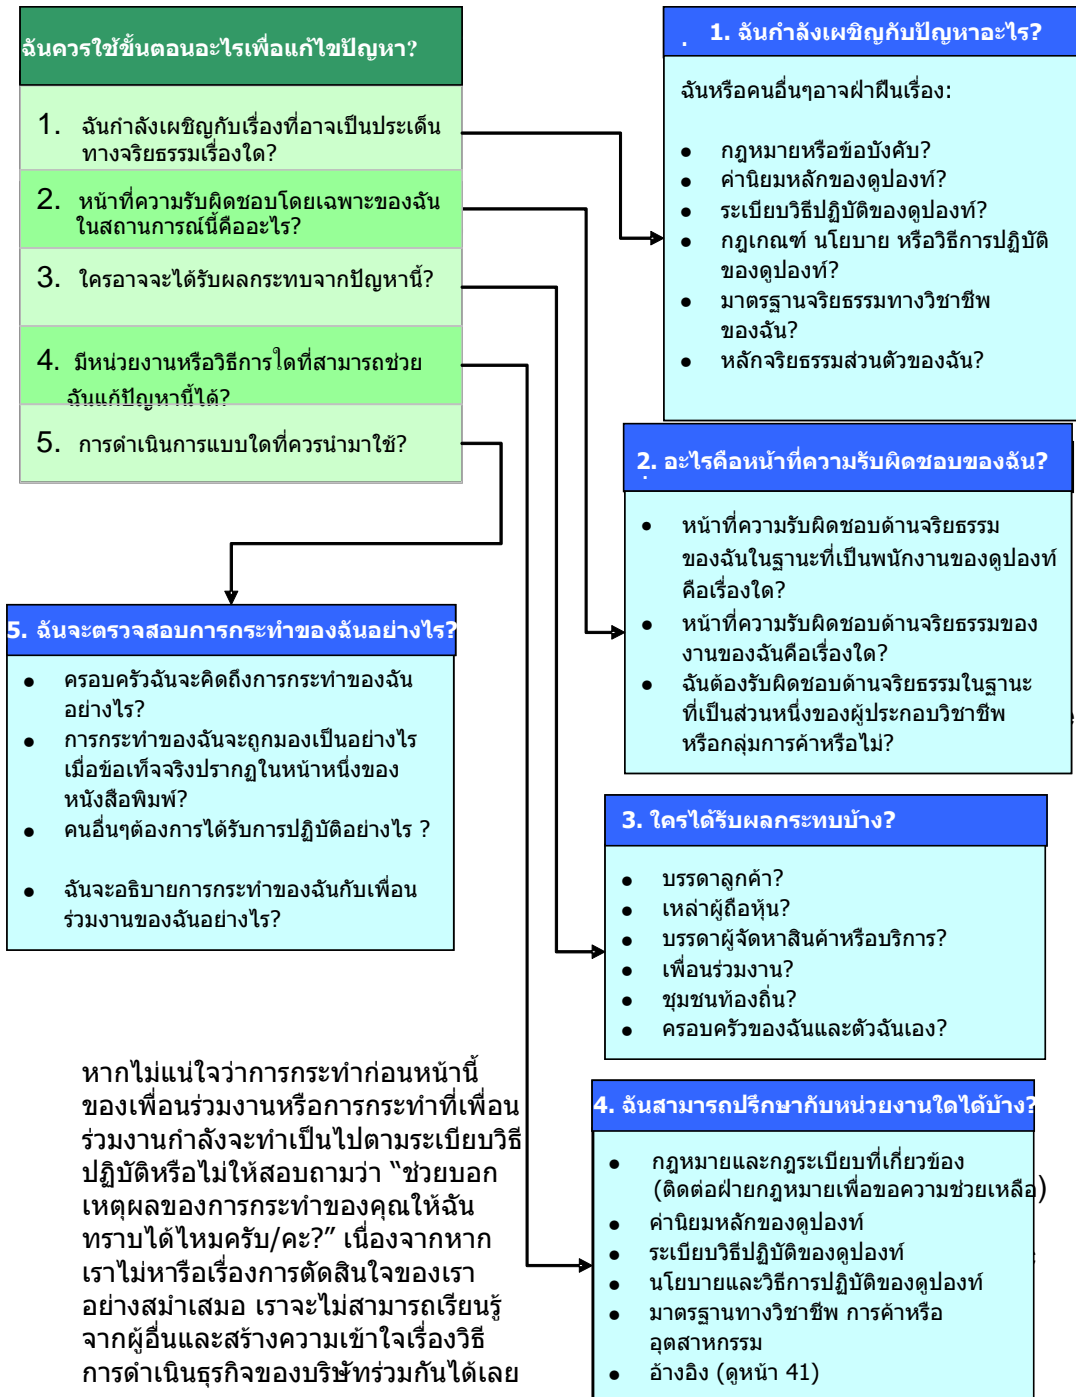 ฉันควรใช้ขั้นตอนอะไรเพื่อแก้ไขปัญหา?
1. ฉันกำลังเผชิญกับเรื่องที่อาจเป็นประเด็น
ทางจริยธรรมเรื่องใด?
2. หน้าที่ความรับผิดชอบโดยเฉพาะของฉัน
ในสถานการณ์นี้คืออะไร?
3. ใครอาจจะได้รับผลกระทบจากปัญหานี้?
4. มีหน่วยงานหรือวิธีการใดที่สามารถช่วย
ฉันแก้ปัญหานี้ได้?
5. การดำเนินการแบบใดที่ควรนำมาใช้?
. 1. ฉันกำลังเผชิญกับปัญหาอะไร?
ฉันหรือคนอื่นๆอาจฝ่าฝืนเรื่อง:
● กฎหมายหรือข้อบังคับ?
● ค่านิยมหลักของดูปองท์?
● ระเบียบวิธีปฏิบัติของดูปองท์?
● กฎเกณฑ์ นโยบาย หรือวิธีการปฏิบัติ
ของดูปองท์?
● มาตรฐานจริยธรรมทางวิชาชีพ
ของฉัน?
● หลักจริยธรรมส่วนตัวของฉัน?
2. อะไรคือหน้าที่ความรับผิดชอบของฉัน?
● หน้าที่ความรับผิดชอบด้านจริยธรรม
ของฉันในฐานะที่เป็นพนักงานของดูปองท์
คือเรื่องใด?
● หน้าที่ความรับผิดชอบด้านจริยธรรมของ
งานของฉันคือเรื่องใด?
● ฉันต้องรับผิดชอบด้านจริยธรรมในฐานะ
ที่เป็นส่วนหนึ่งของผู้ประกอบวิชาชีพ
หรือกลุ่มการค้าหรือไม่?
3. ใครได้รับผลกระทบบ้าง?
● บรรดาลูกค้า?
● เหล่าผู้ถือหุ้น?
● บรรดาผู้จัดหาสินค้าหรือบริการ?
● เพื่อนร่วมงาน?
● ชุมชนท้องถิ่น?
● ครอบครัวของฉันและตัวฉันเอง?
4. ฉันสามารถปรึกษากับหน่วยงานใดได้บ้าง?
● กฎหมายและกฎระเบียบที่เกี่ยวข้อง
(ติดต่อฝ่ายกฎหมายเพื่อขอความช่วยเหลือ)
● ค่านิยมหลักของดูปองท์
● ระเบียบวิธีปฏิบัติของดูปองท์
● นโยบายและวิธีการปฏิบัติของดูปองท์
● มาตรฐานทางวิชาชีพ การค้าหรือ
อุตสาหกรรม
● อ้างอิง (ดูหน้า 41)
5. ฉันจะตรวจสอบการกระทำของฉันอย่างไร?
● ครอบครัวฉันจะคิดถึงการกระทำของฉัน
อย่างไร?
● การกระทำของฉันจะถูกมองเป็นอย่างไร
เมื่อข้อเท็จจริงปรากฏในหน้าหนึ่งของ
หนังสือพิมพ์?
● คนอื่นๆต้องการได้รับการปฏิบัติอย่างไร ?
● ฉันจะอธิบายการกระทำของฉันกับเพื่อน
ร่วมงานของฉันอย่างไร?
หากไม่แน่ใจว่าการกระทำก่อนหน้านี้
ของเพื่อนร่วมงานหรือการกระทำที่เพื่อน
ร่วมงานกำลังจะทำเป็นไปตามระเบียบวิธี
ปฏิบัติหรือไม่ให้สอบถามว่า “ช่วยบอก
เหตุผลของการกระทำของคุณให้ฉัน
ทราบได้ไหมครับ/คะ?” เนื่องจากหาก
เราไม่หารือเรื่องการตัดสินใจของเรา
อย่างสม่ำเสมอ เราจะไม่สามารถเรียนรู้
จากผู้อื่นและสร้างความเข้าใจเรื่องวิธี
การดำเนินธุรกิจของบริษัทร่วมกันได้เลย